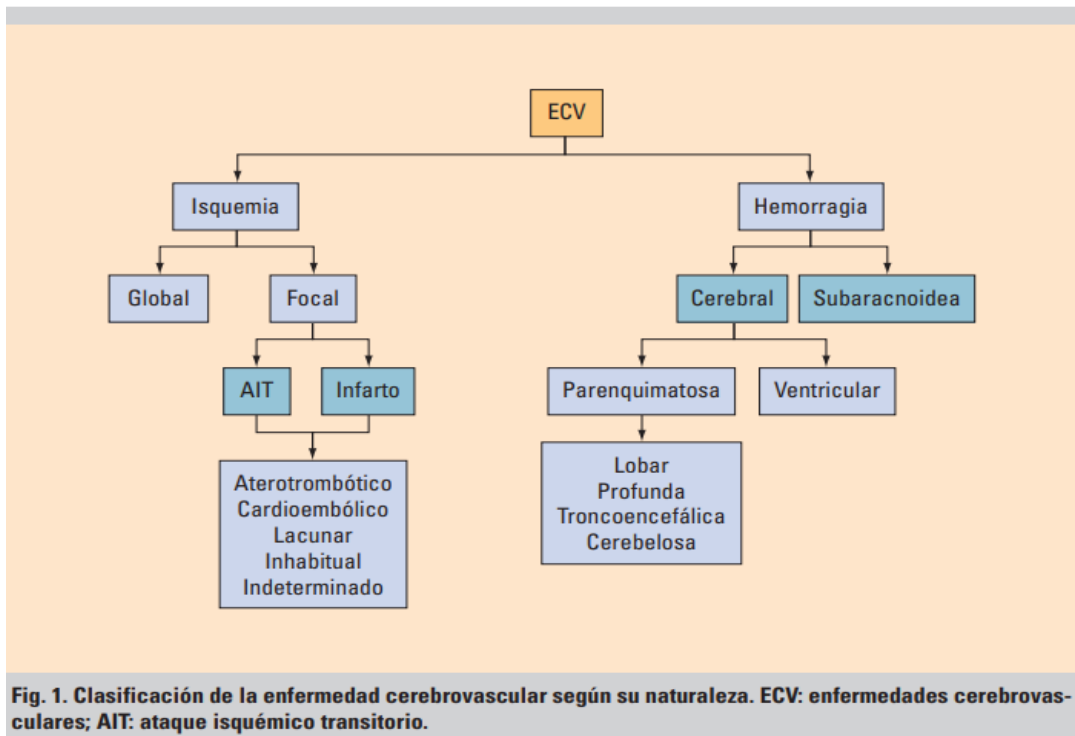 ECV
Isquemia
Hemorragia
Global
Focal
Cerebral
Subaracnoidea
AIT
Infarto
Parenquimatosa
Ventricular
Aterotrombótico
Cardioembólico
Lacunar
Inhabitual
Indeterminado
Lobar
Profunda
Troncoencefálica
Cerebelosa
Fig. 1. Clasificación de la enfermedad cerebrovascular según su naturaleza. ECV: enfermedades cerebrovas-
culares; AIT: ataque isquémico transitorio.